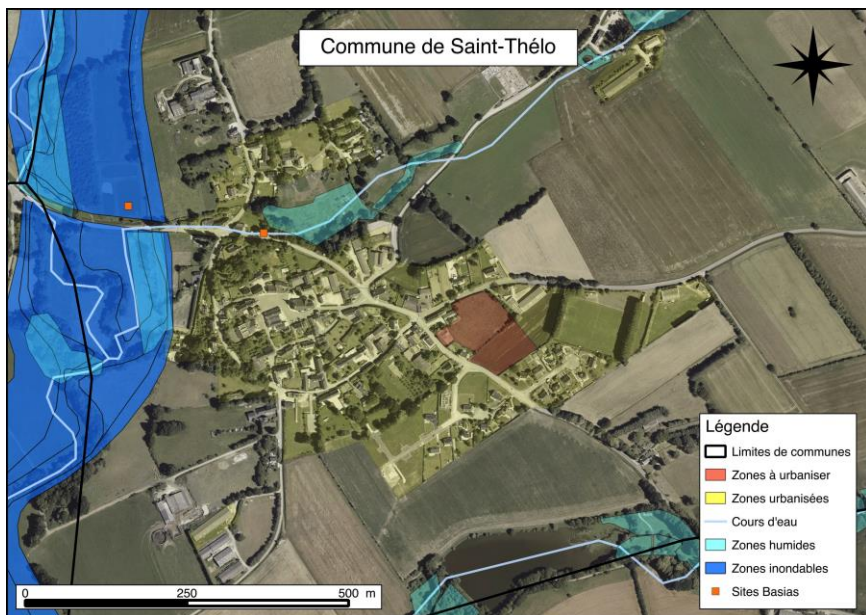 Commune de Saint-Thélo
Légende
Limites de communes
Zones à urbaniser
Zones urbanisées
Cours d'eau
Zones humides
Zones inondables
Sites Basias
0 250 500 m